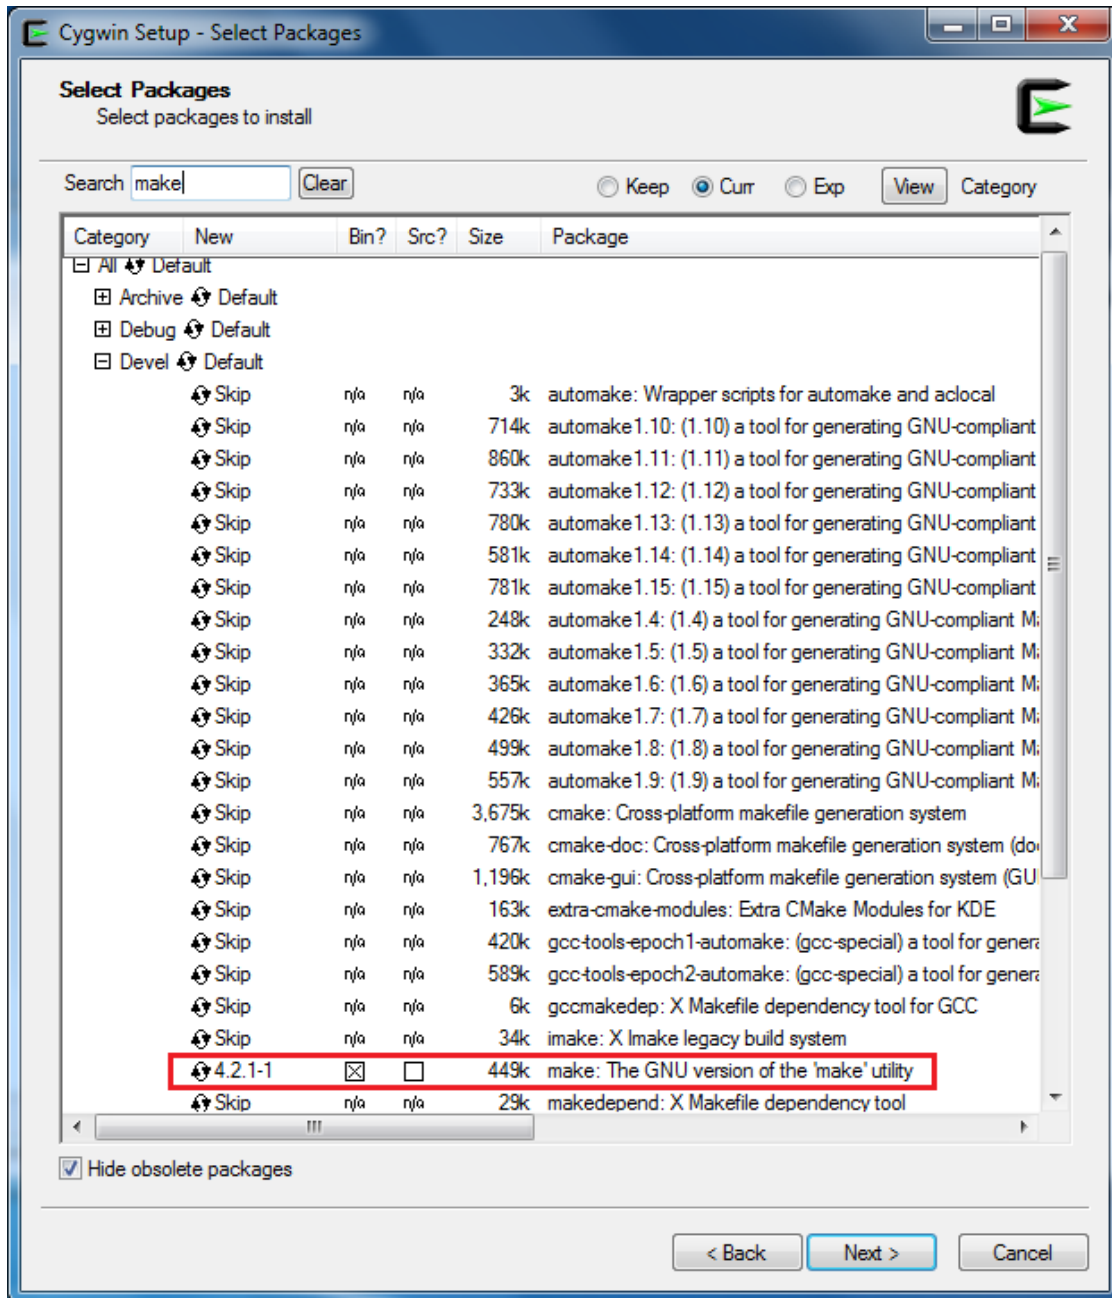 Cygwin Setup - Select Packages
Select Packages
Select packages to install
Search make Clear Keep Curr Exp View Category
Category New Bin? Src? Size Package
All Default
Archive Default
Debug Default
Devel Default
Skip n/a n/a 3k automake: Wrapper scripts for automake and aclocal
Skip n/a n/a 714k automake1.10: (1.10) a tool for generating GNU-compliant
Skip n/a n/a 860k automake1.11: (1.11) a tool for generating GNU-compliant
Skip n/a n/a 733k automake1.12: (1.12) a tool for generating GNU-compliant
Skip n/a n/a 780k automake1.13: (1.13) a tool for generating GNU-compliant
Skip n/a n/a 581k automake1.14: (1.14) a tool for generating GNU-compliant
Skip n/a n/a 781k automake1.15: (1.15) a tool for generating GNU-compliant
Skip n/a n/a 248k automake1.4: (1.4) a tool for generating GNU-compliant Ma
Skip n/a n/a 332k automake1.5: (1.5) a tool for generating GNU-compliant Ma
Skip n/a n/a 365k automake1.6: (1.6) a tool for generating GNU-compliant Ma
Skip n/a n/a 426k automake1.7: (1.7) a tool for generating GNU-compliant Ma
Skip n/a n/a 499k automake1.8: (1.8) a tool for generating GNU-compliant Ma
Skip n/a n/a 557k automake1.9: (1.9) a tool for generating GNU-compliant Ma
Skip n/a n/a 3,675k cmake: Cross-platform makefile generation system
Skip n/a n/a 767k cmake-doc: Cross-platform makefile generation system (do
Skip n/a n/a 1,196k cmake-gui: Cross-platform makefile generation system (GUI
Skip n/a n/a 163k extra-cmake-modules: Extra CMake Modules for KDE
Skip n/a n/a 420k gcc-tools-epoch1-automake: (gcc-special) a tool for genera
Skip n/a n/a 589k gcc-tools-epoch2-automake: (gcc-special) a tool for genera
Skip n/a n/a 6k gccmakedep: X Makefile dependency tool for GCC
Skip n/a n/a 34k imake: X Imake legacy build system
4.2.1-1 449k make: The GNU version of the 'make' utility
Skip n/a n/a 29k makedepend: X Makefile dependency tool
Hide obsolete packages
< Back Next > Cancel